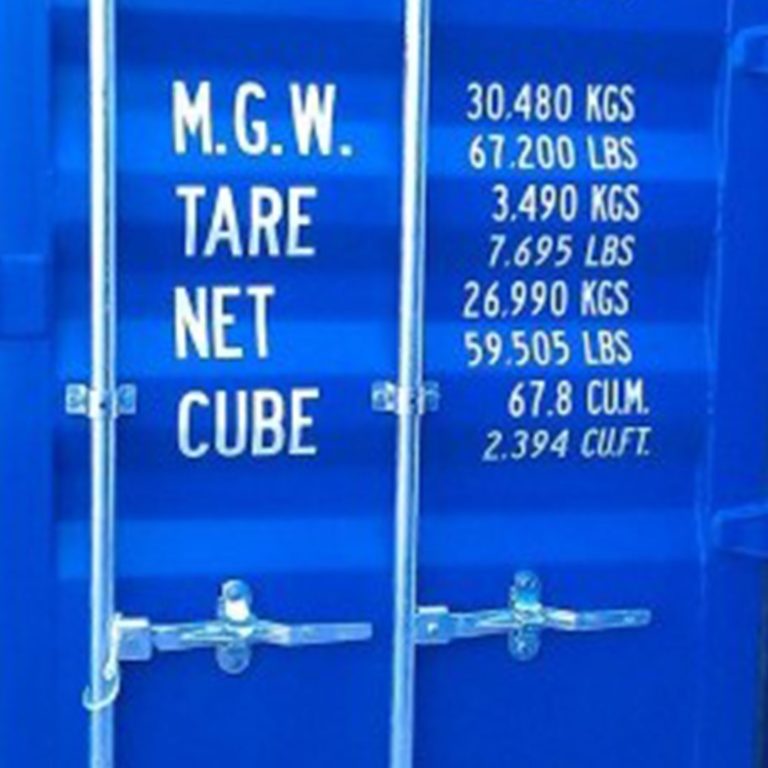 M.G.W. 30.480 KGS
67.200 LBS
TARE 3.490 KGS
7.695 LBS
NET 26.990 KGS
59.505 LBS
CUBE 67.8 CU.M.
2.394 CU.FT.